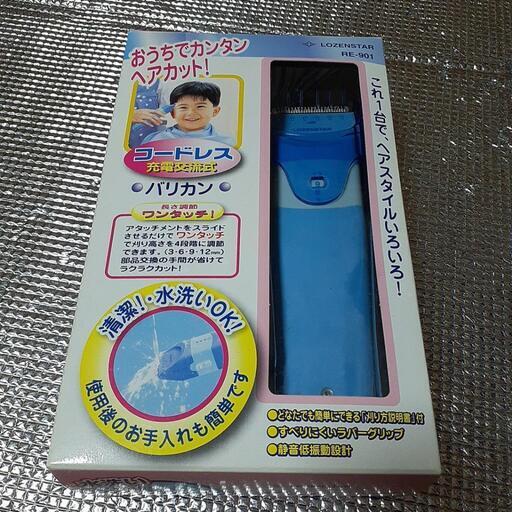 おうちでカンタン
ヘアカット!
LOZENSTAR
RE-901
コードレス
充電交流式
バリカン
長さ調節
ワンタッチ!
アタッチメントをスライド
させるだけでワンタッチ
で刈り高さを4段階に調節
できます。(3・6・9・12mm)
部品交換の手間が省けて
ラクラクカット!
これ1台で、ヘアスタイルいろいろ!
LOZENSTAR
清潔!・水洗いOK!
使用後のお手入れも簡単です
●どなたでも簡単にできる「刈り方説明書」付
●すべりにくいラバーグリップ
●静音低振動設計